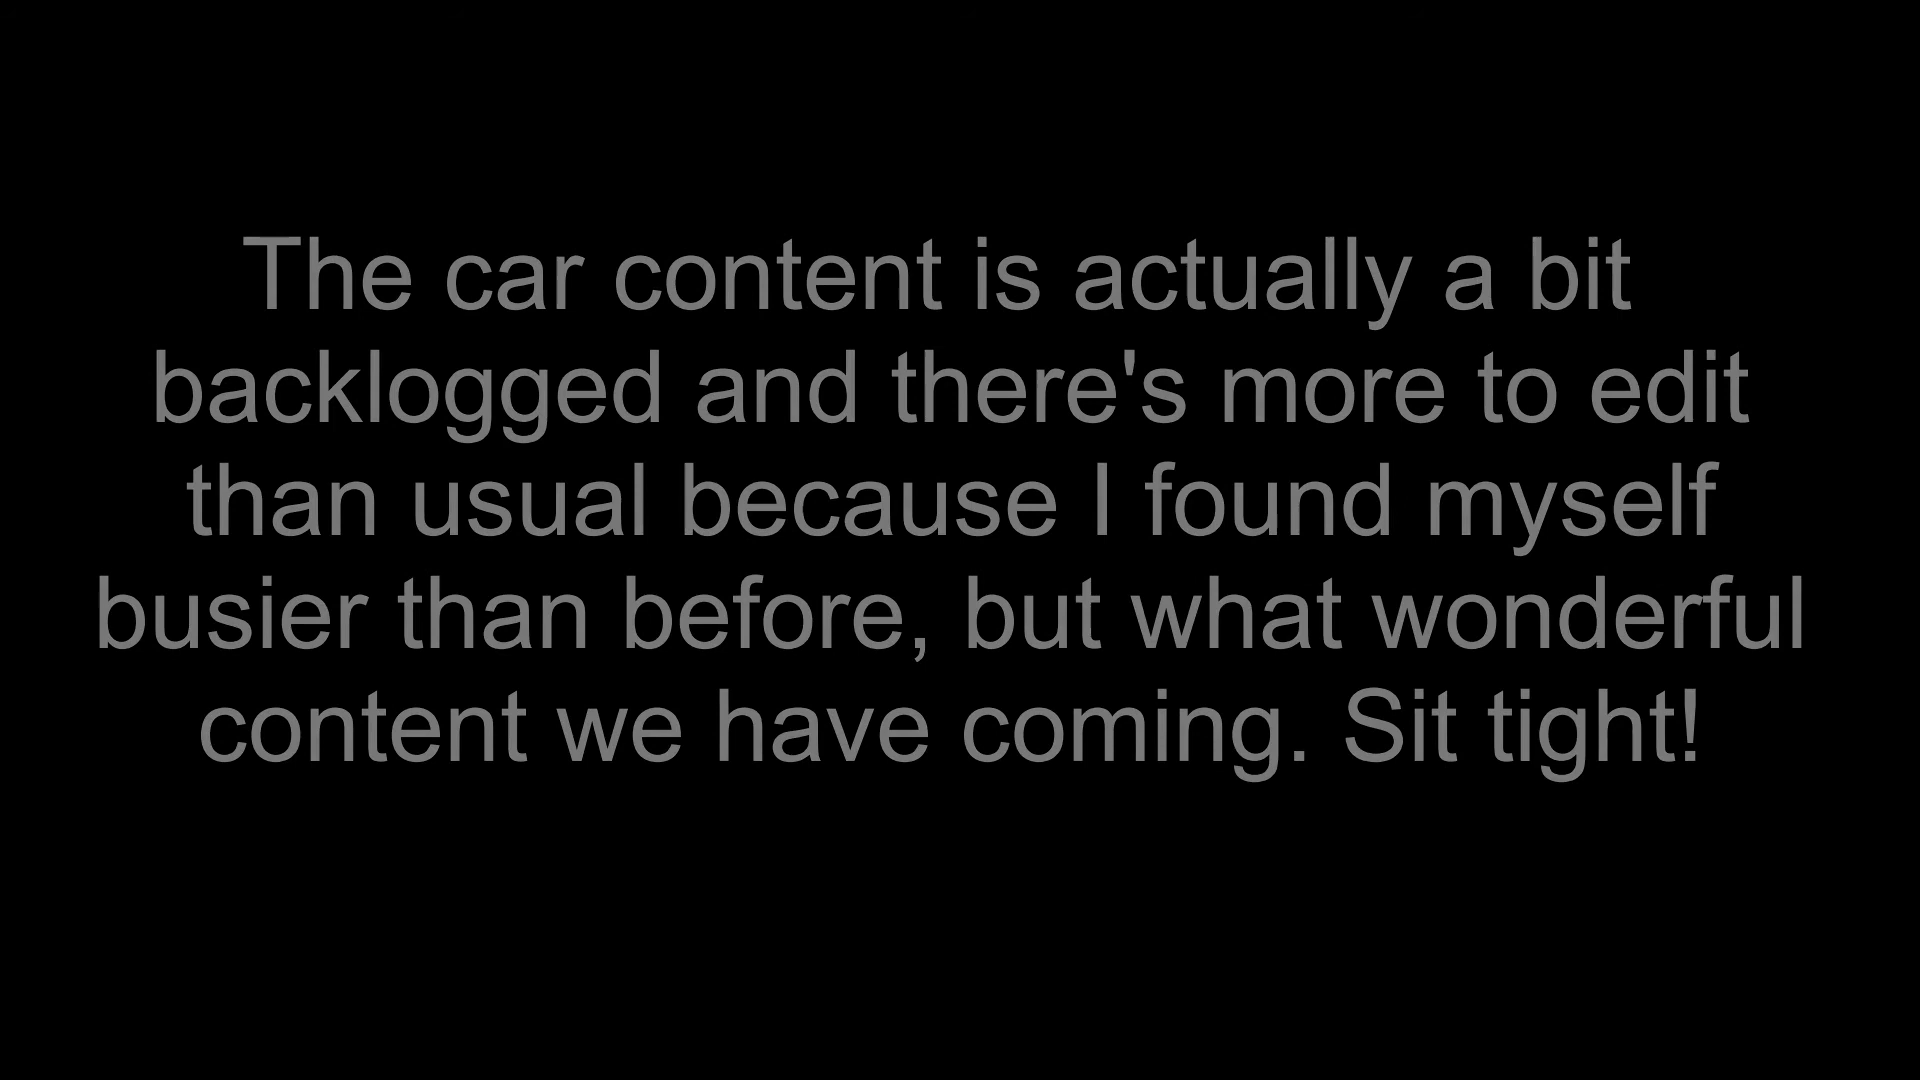 The car content is actually a bit
backlogged and there's more to edit
than usual because I found myself
busier than before, but what wonderful
content we have coming. Sit tight!